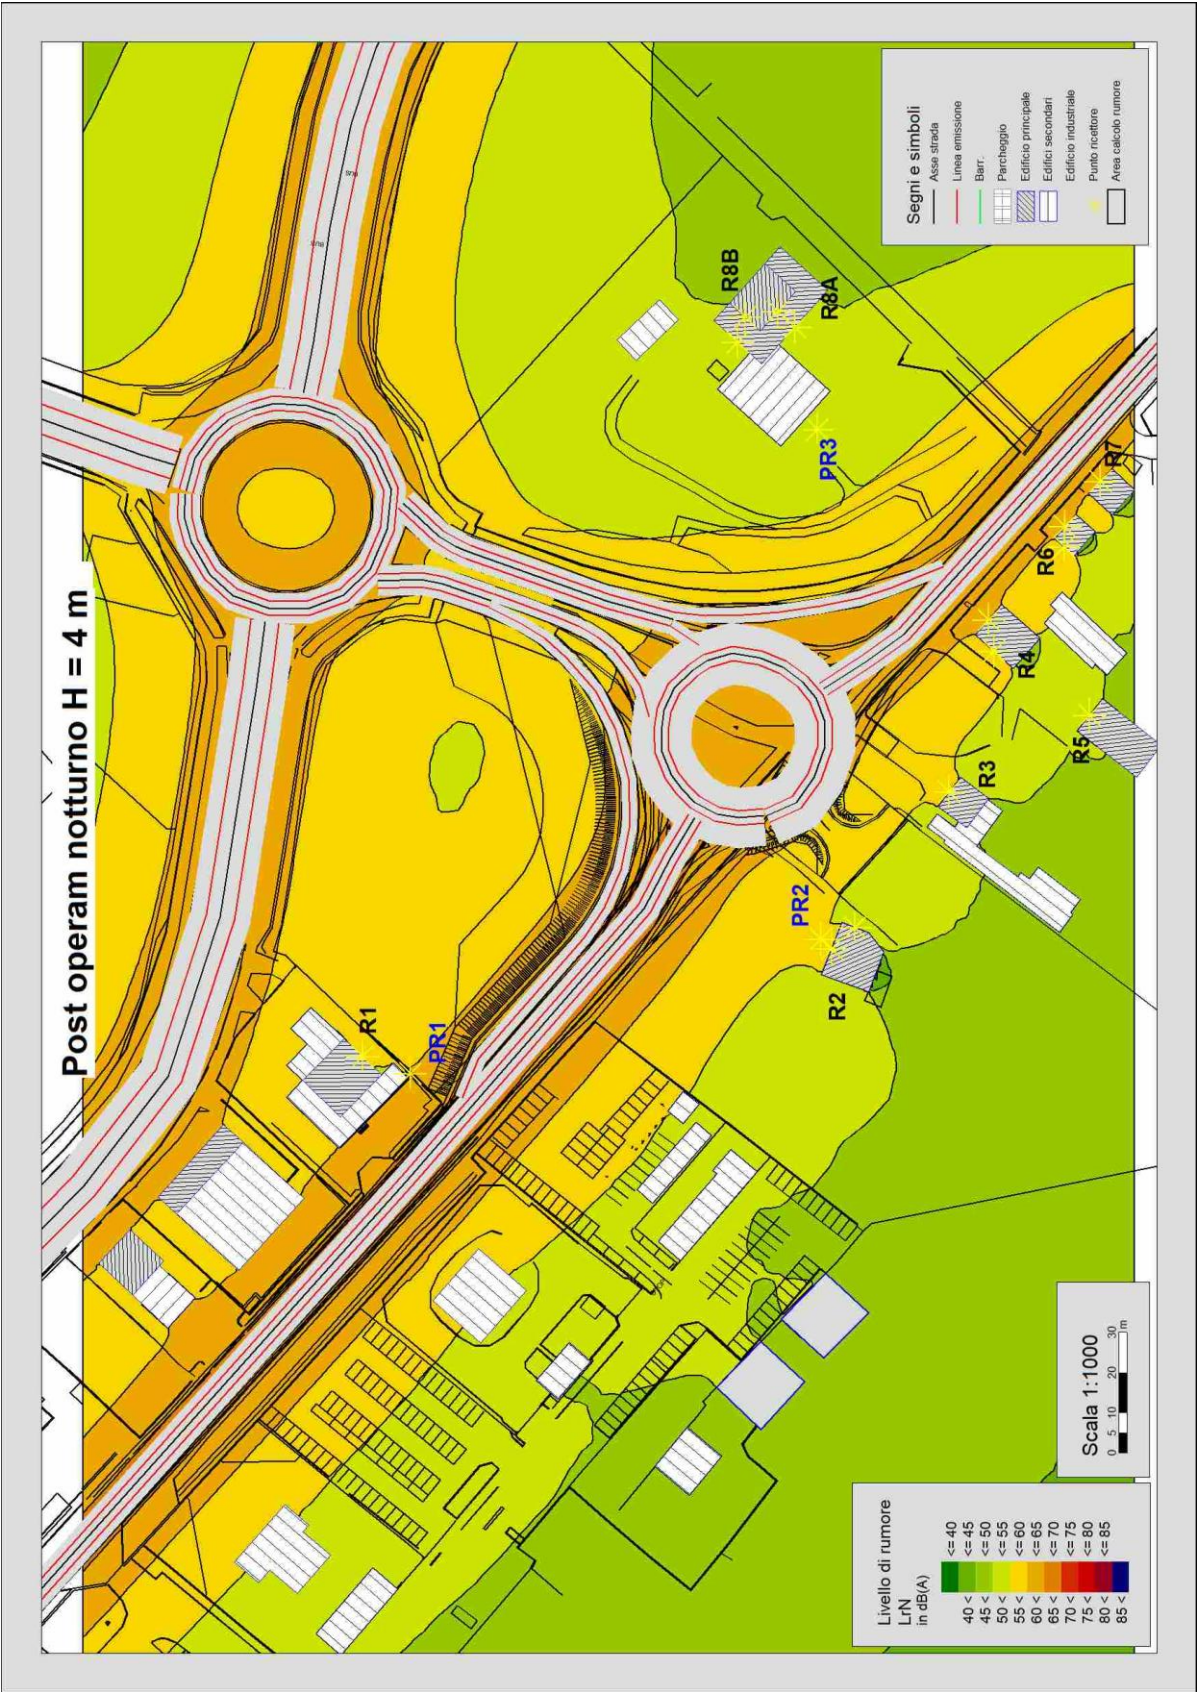 Post operam notturno H = 4 m
Segni e simboli
Asse strada
Linea emissione
Barr.
Parcheggio
Edificio principale
Edifici secondari
Edificio industriale
Punto ricettore
Area calcolo rumore
BUS
BUS
R8B
R8A
PR3
R7
R6
R4
R5
R3
PR2
R2
R1
PR1
Livello di rumore
LrN
in dB(A)
<= 40
40 < <= 45
45 < <= 50
50 < <= 55
55 < <= 60
60 < <= 65
65 < <= 70
70 < <= 75
75 < <= 80
80 < <= 85
85 <
Scala 1:1000
0 5 10 20 30
m